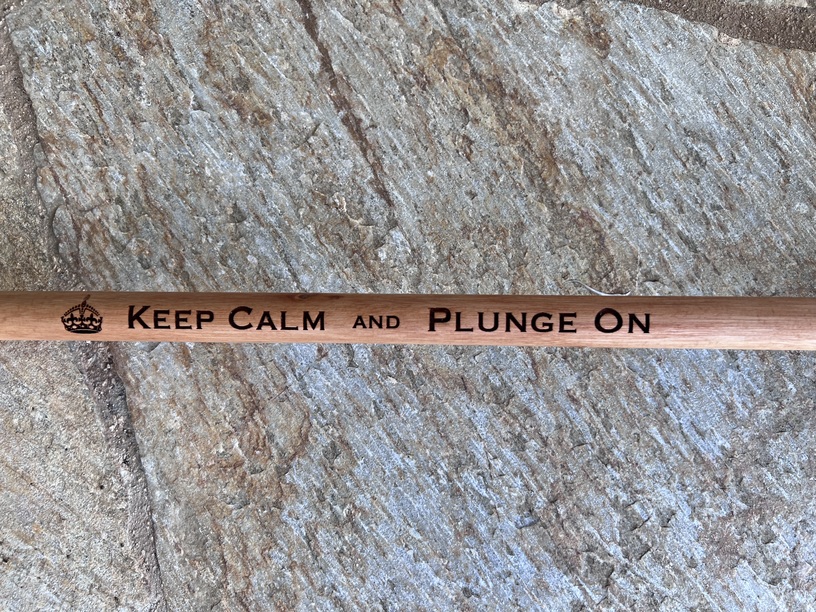 Keep Calm and Plunge On